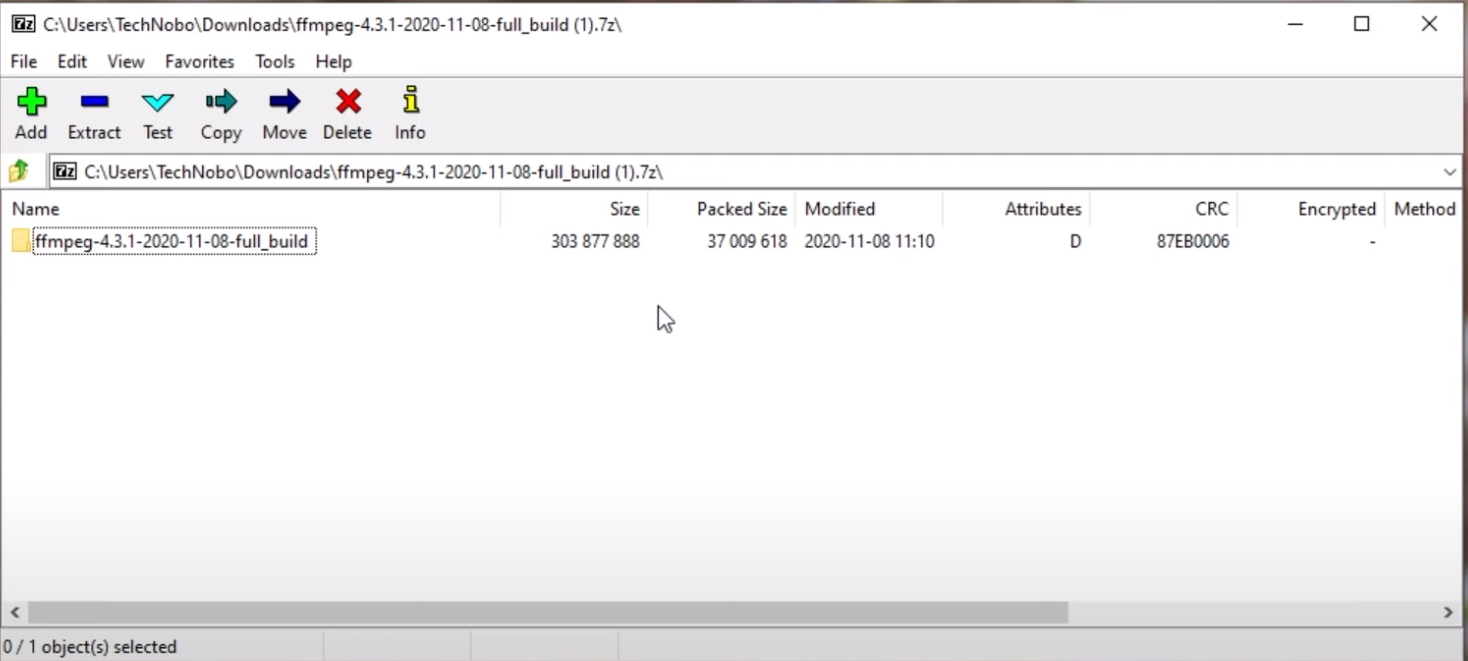 7z C:\Users\TechNobo\Downloads\ffmpeg-4.3.1-2020-11-08-full_build (1).7z\
File Edit View Favorites Tools Help
Add Extract Test Copy Move Delete Info
7z C:\Users\TechNobo\Downloads\ffmpeg-4.3.1-2020-11-08-full_build (1).7z\
Name Size Packed Size Modified Attributes CRC Encrypted Method
ffmpeg-4.3.1-2020-11-08-full_build 303 877 888 37 009 618 2020-11-08 11:10 D 87EB0006 -
0 / 1 object(s) selected